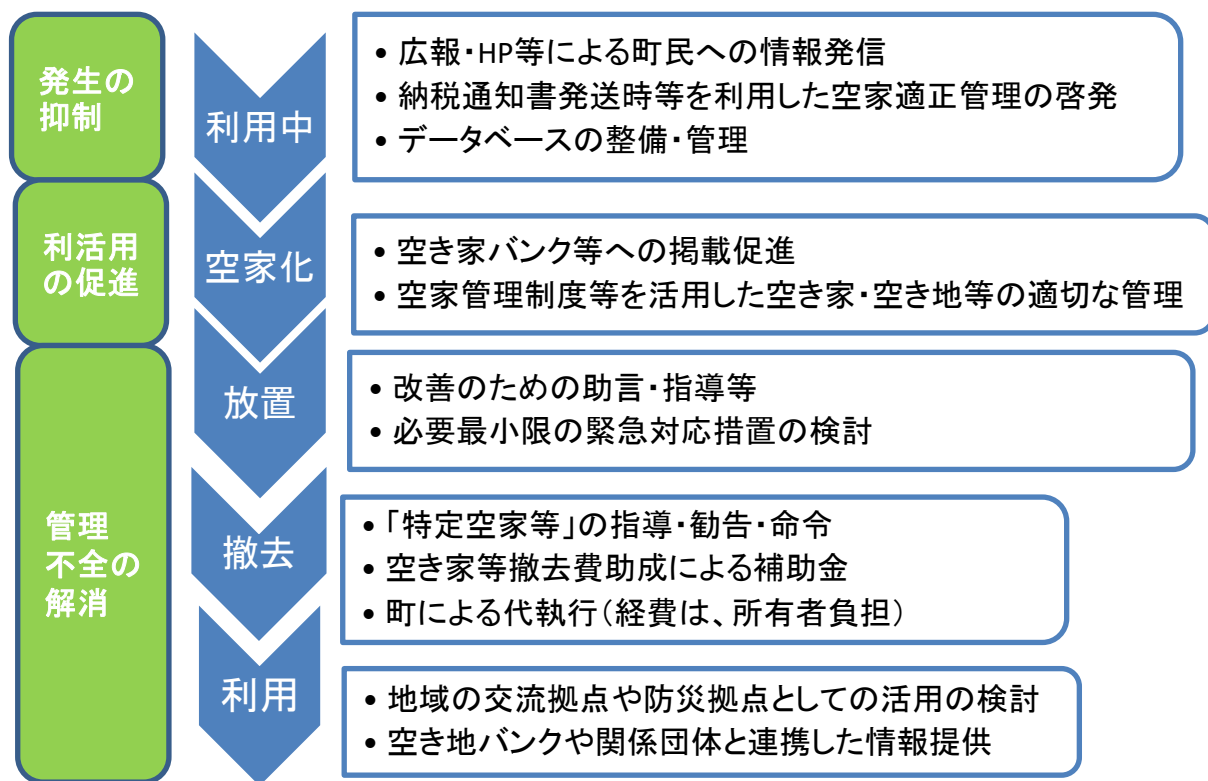 発生の
抑制
利用中
• 広報・HP等による町民への情報発信
• 納税通知書発送時等を利用した空家適正管理の啓発
• データベースの整備・管理
利活用
の促進
空家化
• 空き家バンク等への掲載促進
• 空家管理制度等を活用した空き家・空き地等の適切な管理
管理
不全の
解消
放置
• 改善のための助言・指導等
• 必要最小限の緊急対応措置の検討
撤去
• 「特定空家等」の指導・勧告・命令
• 空き家等撤去費助成による補助金
• 町による代執行（経費は、所有者負担）
利用
• 地域の交流拠点や防災拠点としての活用の検討
• 空き地バンクや関係団体と連携した情報提供